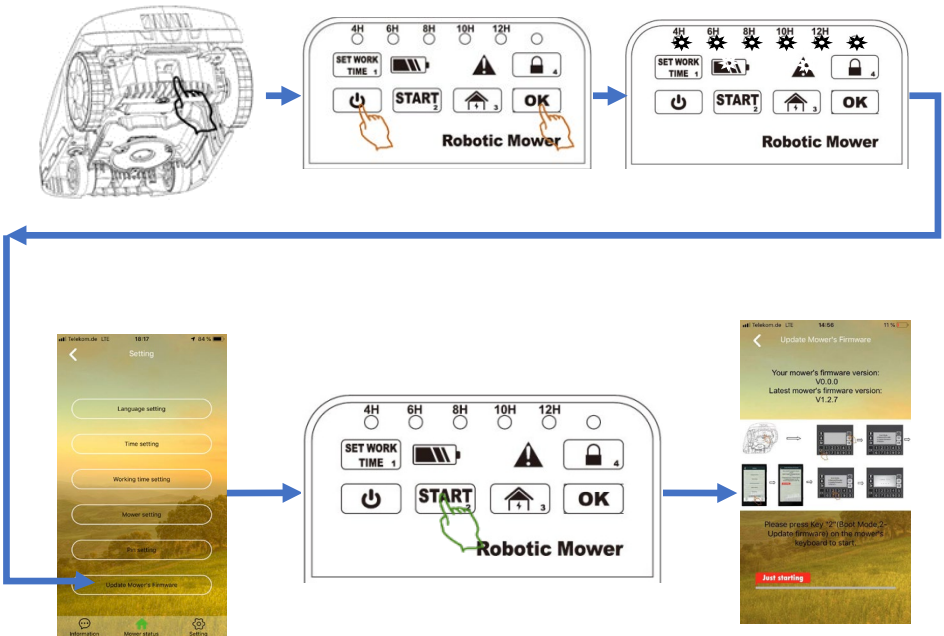 4H 6H 8H 10H 12H
SET WORK
TIME 1
4
START
2
3
OK
Robotic Mower
4H 6H 8H 10H 12H
SET WORK
TIME 1
4
START
2
3
OK
Robotic Mower
Telekom.de LTE 18:17 84 %
Setting
Language setting
Time setting
Working time setting
Mower setting
Pin setting
Update Mower's Firmware
Information Mower status Setting
4H 6H 8H 10H 12H
SET WORK
TIME 1
4
START
2
3
OK
Robotic Mower
Telekom.de LTE 14:56 11 %
Update Mower's Firmware
Your mower's firmware version:
V0.0.0
Latest mower's firmware version:
V1.2.7
Please press Key "2"(Boot Mode,2-
Update firmware) on the mower's
keyboard to start.
Just starting